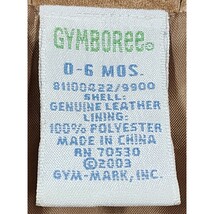 GYMBOREE
0-6 MOS.
81100422/9900
SHELL:
GENUINE LEATHER
LINING:
100% POLYESTER
MADE IN CHINA
RN 70530
©2003
GYM-MARK, INC.